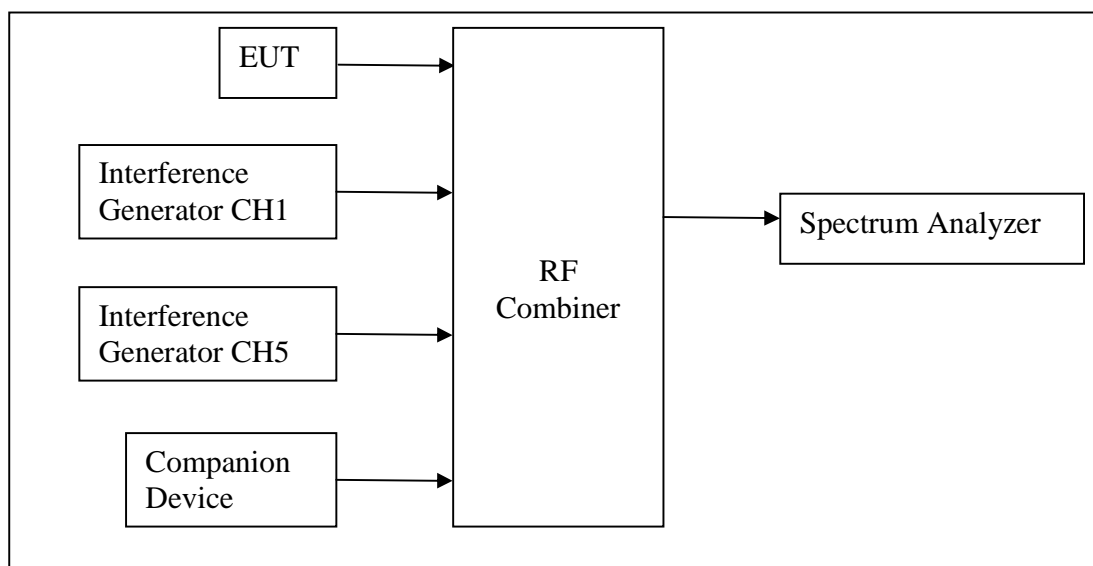 EUT
Interference
Generator CH1
Interference
Generator CH5
Companion
Device
RF
Combiner
Spectrum Analyzer